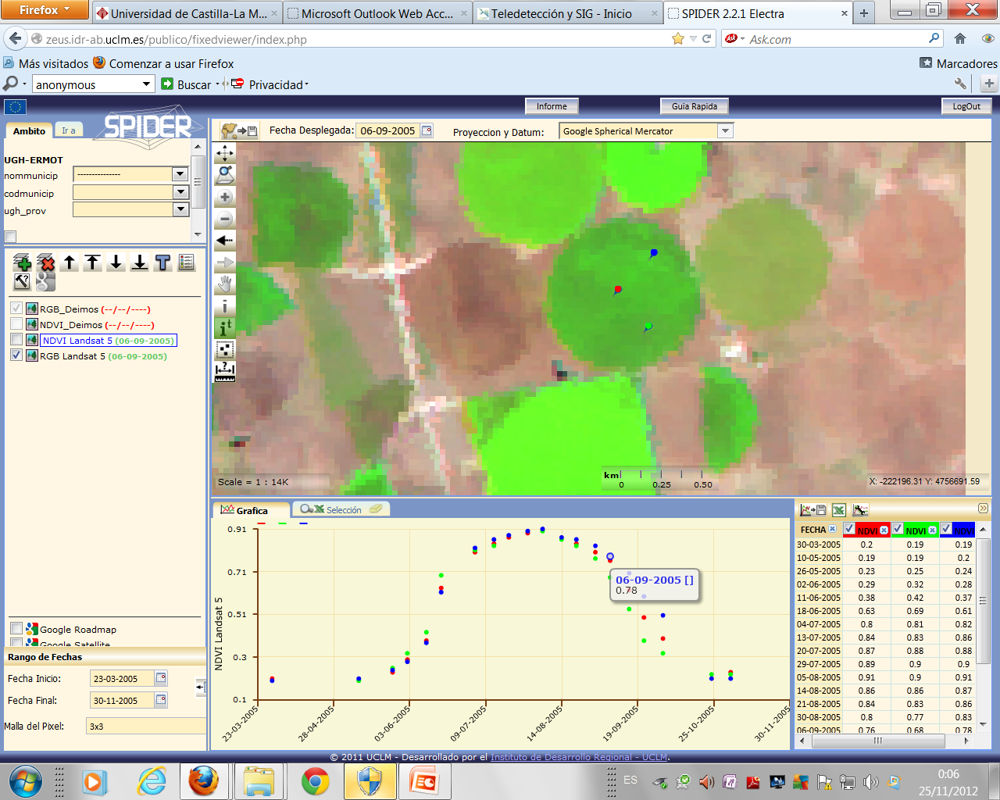 Firefox
Universidad de Castilla-La M...
Microsoft Outlook Web Acc...
Teledetección y SIG - Inicio
SPIDER 2.2.1 Electra
zeus.idr-ab.uclm.es/publico/fixedviewer/index.php
Ask
Ask.com
Más visitados
Comenzar a usar Firefox
Marcadores
anonymous
Buscar
Privacidad
Informe
Guia Rapida
LogOut
Ambito
Ir a
SPIDER
Fecha Desplegada:
06-09-2005
Proyeccion y Datum:
Google Spherical Mercator
UGH-ERMOT
nommunicip
---------------
codmunicip
ugh_prov
RGB_Deimos (--/--/----)
NDVI_Deimos (--/--/----)
NDVI Landsat 5 (06-09-2005)
RGB Landsat 5 (06-09-2005)
Google Roadmap
Google Satellite
Rango de Fechas
Fecha Inicio:
23-03-2005
Fecha Final:
30-11-2005
Malla del Pixel:
3x3
Scale = 1 : 14K
km
0
0.25
0.50
X: -222196.31 Y: 4756691.59
Grafica
Selección
NDVI Landsat 5
0.91
0.71
0.51
0.3
0.1
23-03-2005
28-04-2005
03-06-2005
09-07-2005
14-08-2005
19-09-2005
25-10-2005
30-11-2005
06-09-2005 []
0.78
FECHA NDVI NDVI NDV
30-03-2005 0.2 0.19 0.19
10-05-2005 0.19 0.19 0.2
26-05-2005 0.23 0.25 0.24
02-06-2005 0.29 0.32 0.28
11-06-2005 0.38 0.42 0.37
18-06-2005 0.63 0.69 0.61
04-07-2005 0.8 0.81 0.82
13-07-2005 0.84 0.83 0.86
20-07-2005 0.87 0.88 0.88
29-07-2005 0.89 0.9 0.9
05-08-2005 0.91 0.9 0.91
14-08-2005 0.86 0.86 0.87
21-08-2005 0.84 0.83 0.86
30-08-2005 0.8 0.77 0.83
06-09-2005 0.76 0.68 0.78
© 2011 UCLM - Desarrollado por el Instituto de Desarrollo Regional - UCLM.
ES
0:06
25/11/2012